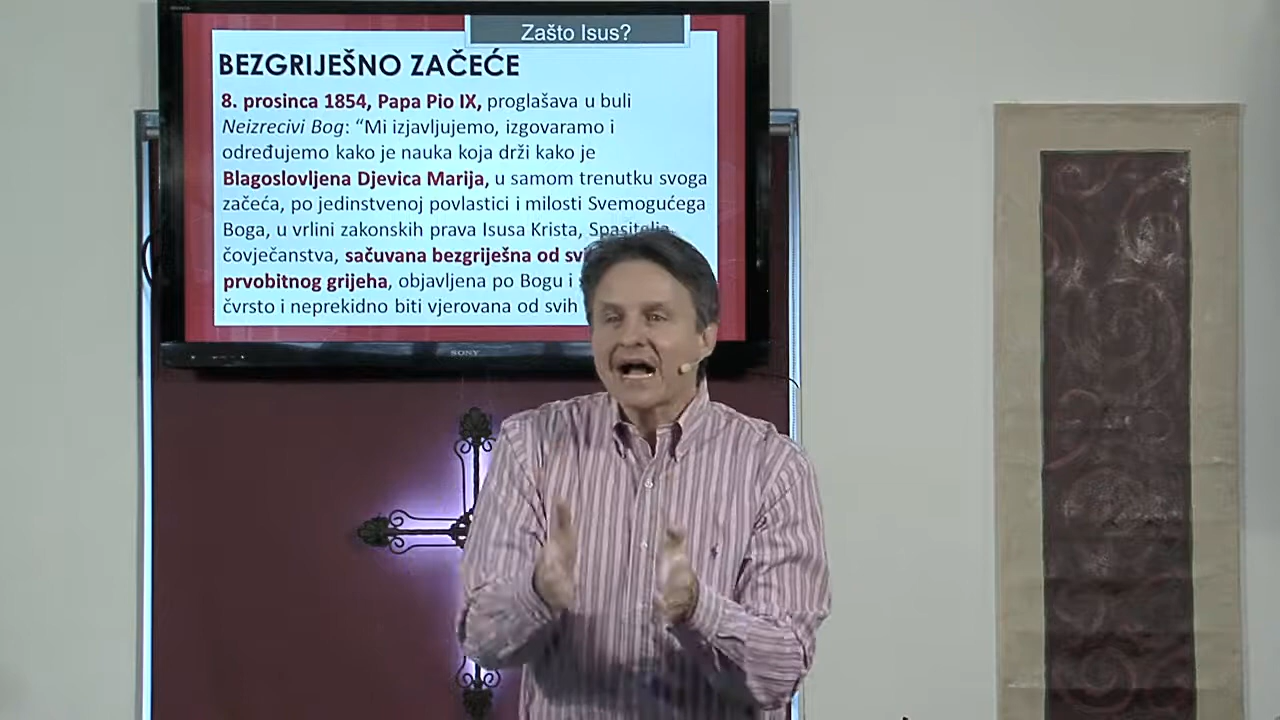 Zašto Isus?
BEZGRIJEŠNO ZAČEĆE
8. prosinca 1854, Papa Pio IX, proglašava u buli
Neizrecivi Bog: “Mi izjavljujemo, izgovaramo i
određujemo kako je nauka koja drži kako je
Blagoslovljena Djevica Marija, u samom trenutku svoga
začeća, po jedinstvenoj povlastici i milosti Svemogućega
Boga, u vrlini zakonskih prava Isusa Krista, Spasitelja
čovječanstva, sačuvana bezgriješna od
prvobitnog grijeha, objavljena po Bogu i
čvrsto i neprekidno biti vjerovana od svih
SONY